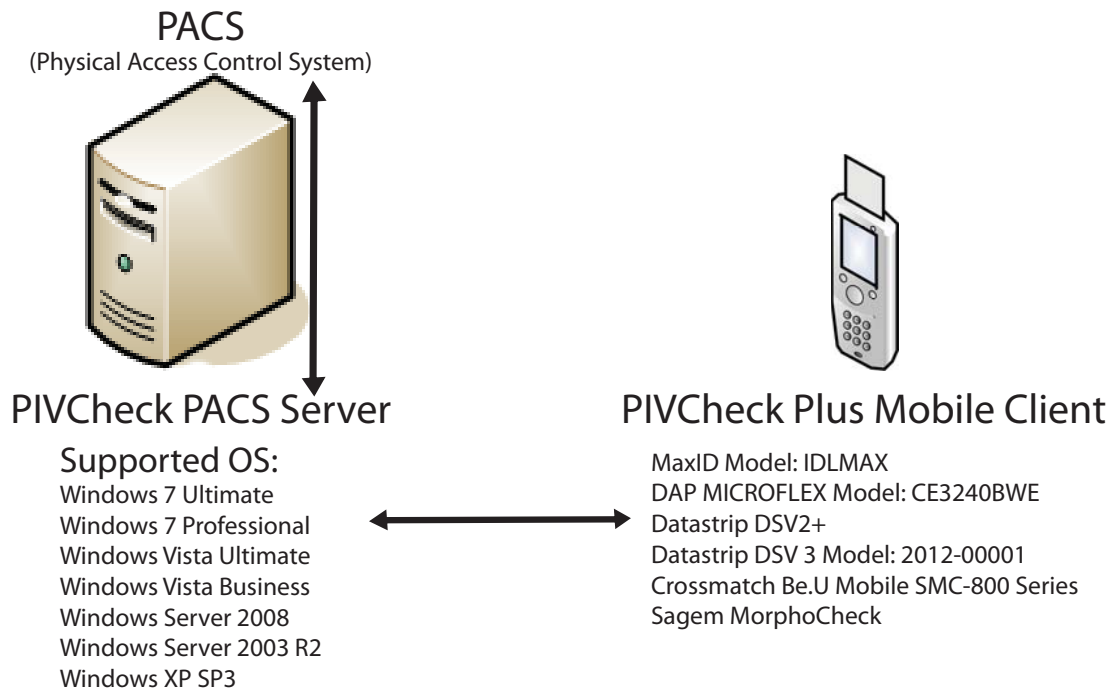 PACS
(Physical Access Control System)
PIVCheck PACS Server
Supported OS:
Windows 7 Ultimate
Windows 7 Professional
Windows Vista Ultimate
Windows Vista Business
Windows Server 2008
Windows Server 2003 R2
Windows XP SP3
PIVCheck Plus Mobile Client
MaxID Model: IDLMAX
DAP MICROFLEX Model: CE3240BWE
Datastrip DSV2+
Datastrip DSV 3 Model: 2012-00001
Crossmatch Be.U Mobile SMC-800 Series
Sagem MorphoCheck